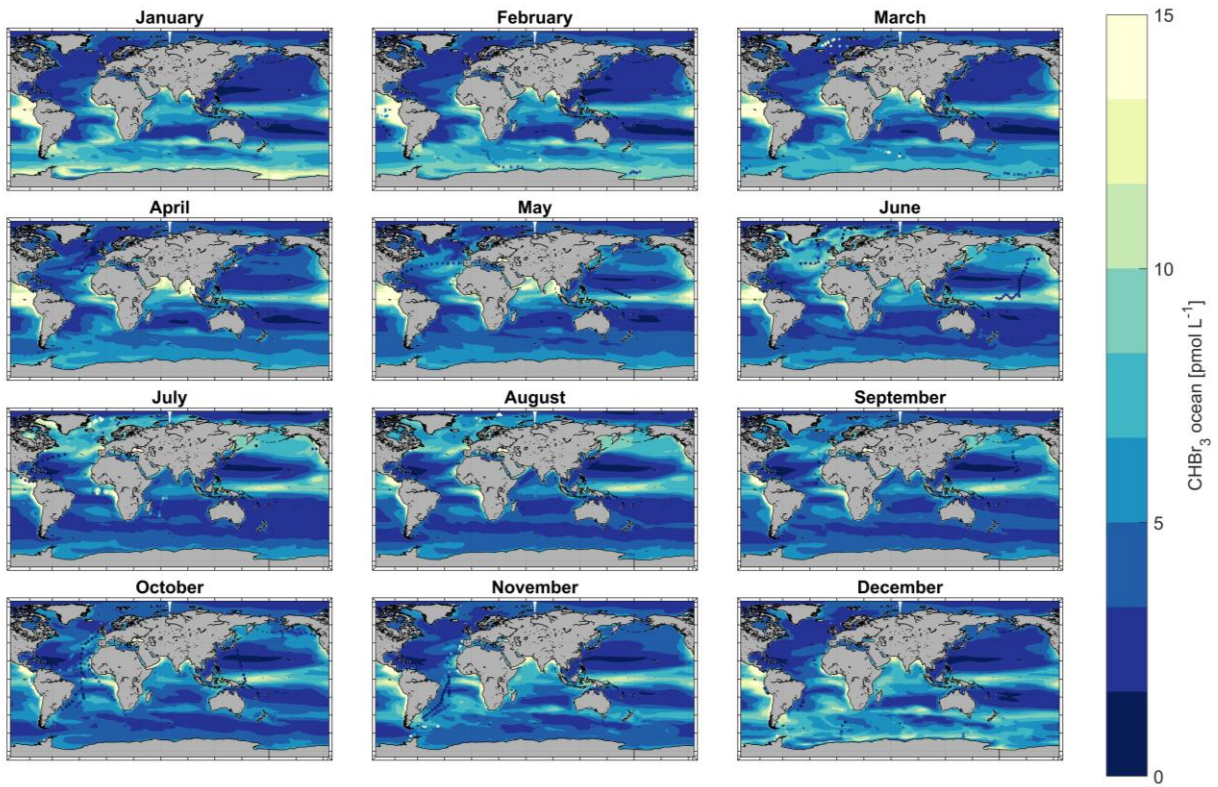 January
February
March
April
May
June
July
August
September
October
November
December
15
10
5
0
CHBr₃ ocean [pmol L⁻¹]